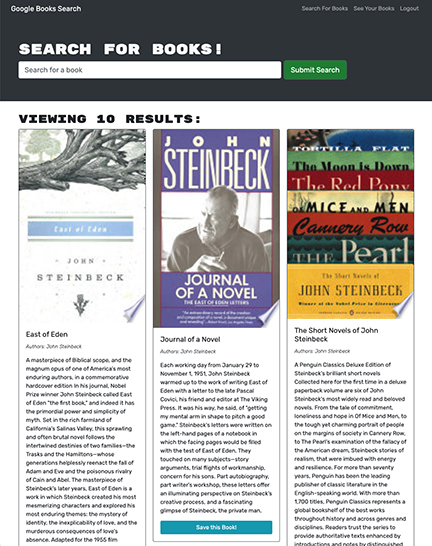 Google Books Search
Search For Books See Your Books Logout
SEARCH FOR BOOKS!
Search for a book
Submit Search
VIEWING 10 RESULTS:
East of Eden
JOHN
STEINBECK
East of Eden
Authors: John Steinbeck
A masterpiece of Biblical scope, and the
magnum opus of one of America's most
enduring authors, in a commemorative
hardcover edition In his journal, Nobel
Prize winner John Steinbeck called East
of Eden "the first book," and indeed it has
the primordial power and simplicity of
myth. Set in the rich farmland of
California's Salinas Valley, this sprawling
and often brutal novel follows the
intertwined destinies of two families—the
Trasks and the Hamiltons—whose
generations helplessly reenact the fall of
Adam and Eve and the poisonous rivalry
of Cain and Abel. The masterpiece of
Steinbeck's later years, East of Eden is a
work in which Steinbeck created his most
mesmerizing characters and explored his
most enduring themes: the mystery of
identity, the inexplicability of love, and the
murderous consequences of love's
absence. Adapted for the 1955 film
JOHN
STEINBECK
JOURNAL
OF A NOVEL
THE EAST OF EDEN LETTERS
Journal of a Novel
Authors: John Steinbeck
Each working day from January 29 to
November 1, 1951, John Steinbeck
warmed up to the work of writing East of
Eden with a letter to the late Pascal
Covici, his friend and editor at The Viking
Press. It was his way, he said, of "getting
my mental arm in shape to pitch a good
game." Steinbeck's letters were written on
the left-hand pages of a notebook in
which the facing pages would be filled
with the test of East of Eden. They
touched on many subjects—story
arguments, trial flights of workmanship,
concern for his sons. Part autobiography,
part writer's workshop, these letters offer
an illuminating perspective on Steinbeck's
creative process, and a fascinating
glimpse of Steinbeck, the private man.
Save this Book!
TORTILLA FLAT
The Moon is Down
The Red Pony
OF MICE AND MEN
Cannery Row
The Pearl
The Short Novels of
JOHN STEINBECK
Winner of the Nobel Prize in Literature
The Short Novels of John
Steinbeck
Authors: John Steinbeck
A Penguin Classics Deluxe Edition of
Steinbeck's brilliant short novels
Collected here for the first time in a deluxe
paperback volume are six of John
Steinbeck's most widely read and beloved
novels. From the tale of commitment,
loneliness and hope in Of Mice and Men, to
the tough yet charming portrait of people
on the margins of society in Cannery Row,
to The Pearl's examination of the fallacy of
the American dream, Steinbeck stories of
realism, that were imbued with energy
and resilience. For more than seventy
years, Penguin has been the leading
publisher of classic literature in the
English-speaking world. With more than
1,700 titles, Penguin Classics represents a
global bookshelf of the best works
throughout history and across genres and
disciplines. Readers trust the series to
provide authoritative texts enhanced by
introductions and notes by distinguished